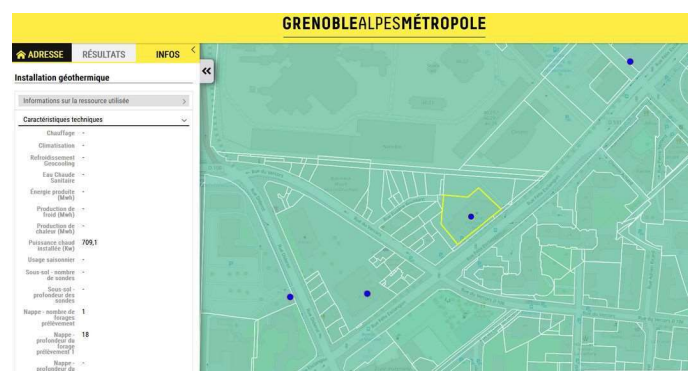 GRENOBLEALPESMÉTROPOLE
ADRESSE RÉSULTATS INFOS
Installation géothermique
Informations sur la ressource utilisée
Caractéristiques techniques
Chauffage -
Climatisation -
Refroidissement -
Geocooling
Eau Chaude -
Sanitaire
Énergie produite -
(Mwh)
Production de -
froid (Mwh)
Production de -
chaleur (Mwh)
Puissance chaud 709,1
installée (Kw)
Usage saisonnier -
Sous-sol - nombre -
de sondes
Sous-sol - -
profondeur des
sondes
Nappe - nombre de 1
forages
prélèvement
Nappe - 18
profondeur du
forage
prélèvement 1
Nappe - -
profondeur du